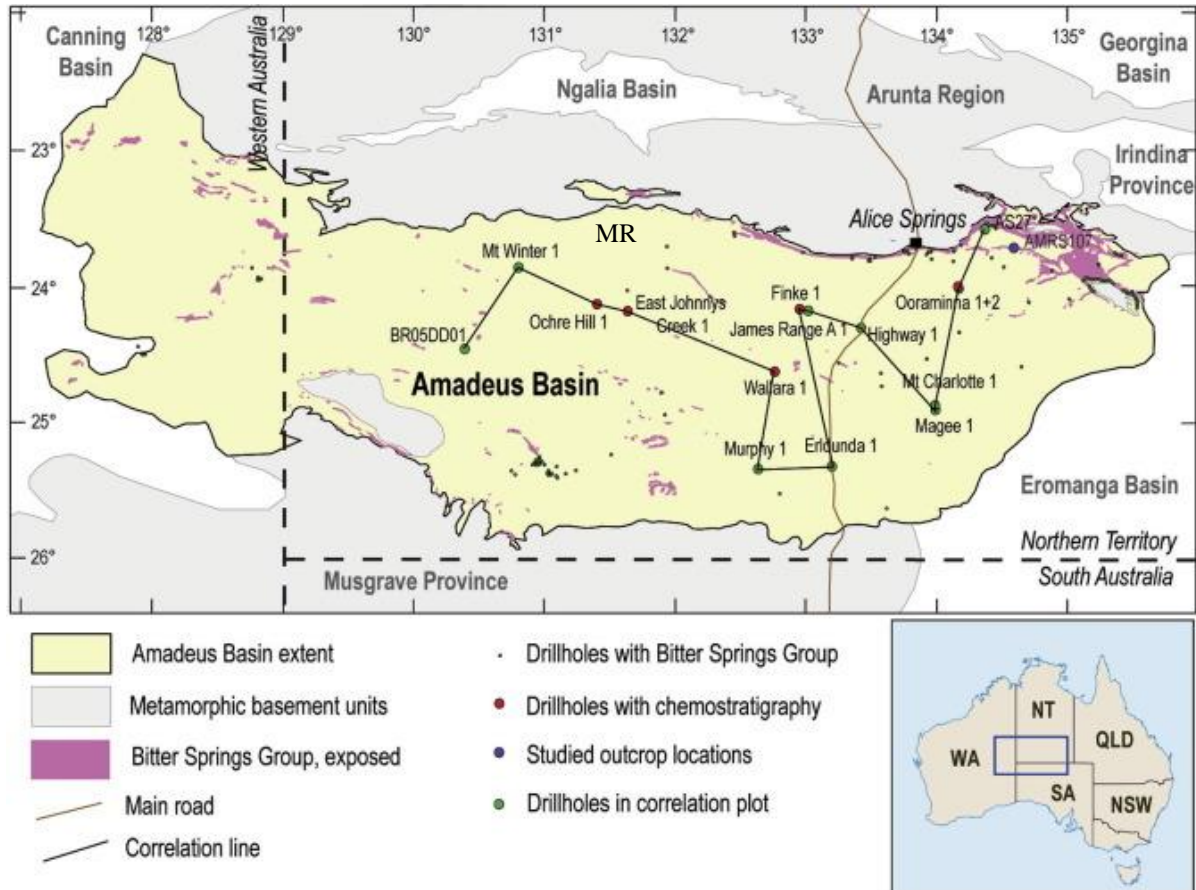 128°
129°
130°
131°
132°
133°
134°
135°
Canning
Basin
Western Australia
Ngalia Basin
Arunta Region
Georgina
Basin
23°
Irindina
Province
Alice Springs
AS27
AMRS107
MR
Mt Winter 1
24°
Ochre Hill 1
East Johnnys
Creek 1
Finke 1
James Range A 1
Highway 1
Ooraminna 1+2
BR05DD01
Amadeus Basin
Wallara 1
Mt Charlotte 1
Magee 1
25°
Murphy 1
Erldunda 1
Eromanga Basin
26°
Northern Territory
South Australia
Musgrave Province
Amadeus Basin extent
Metamorphic basement units
Bitter Springs Group, exposed
Main road
Correlation line
Drillholes with Bitter Springs Group
Drillholes with chemostratigraphy
Studied outcrop locations
Drillholes in correlation plot
NT
QLD
WA
SA
NSW